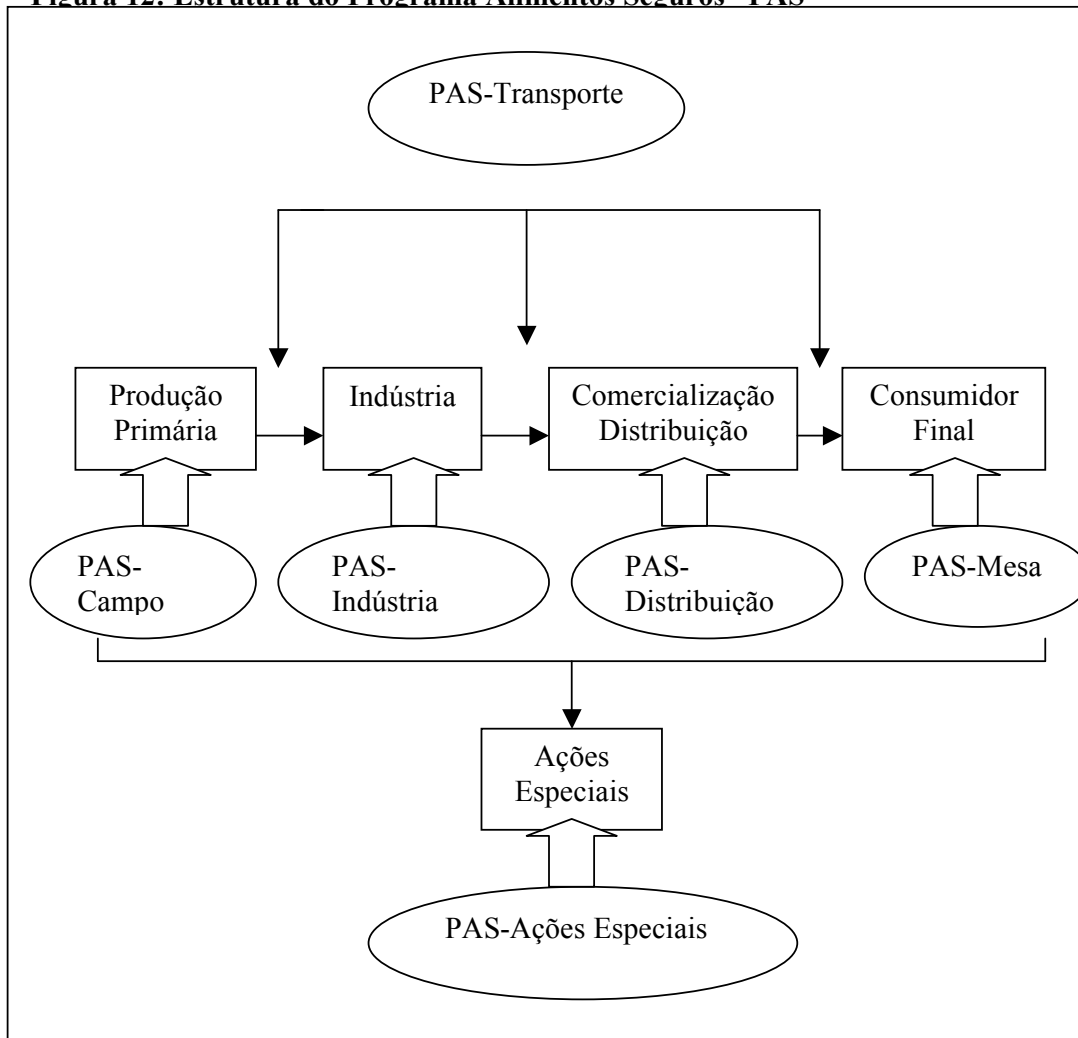 Figura 12: Estrutura do Programa Alimentos Seguros - PAS
PAS-Transporte
Produção
Primária
Indústria
Comercialização
Distribuição
Consumidor
Final
PAS-
Campo
PAS-
Indústria
PAS-
Distribuição
PAS-Mesa
Ações
Especiais
PAS-Ações Especiais